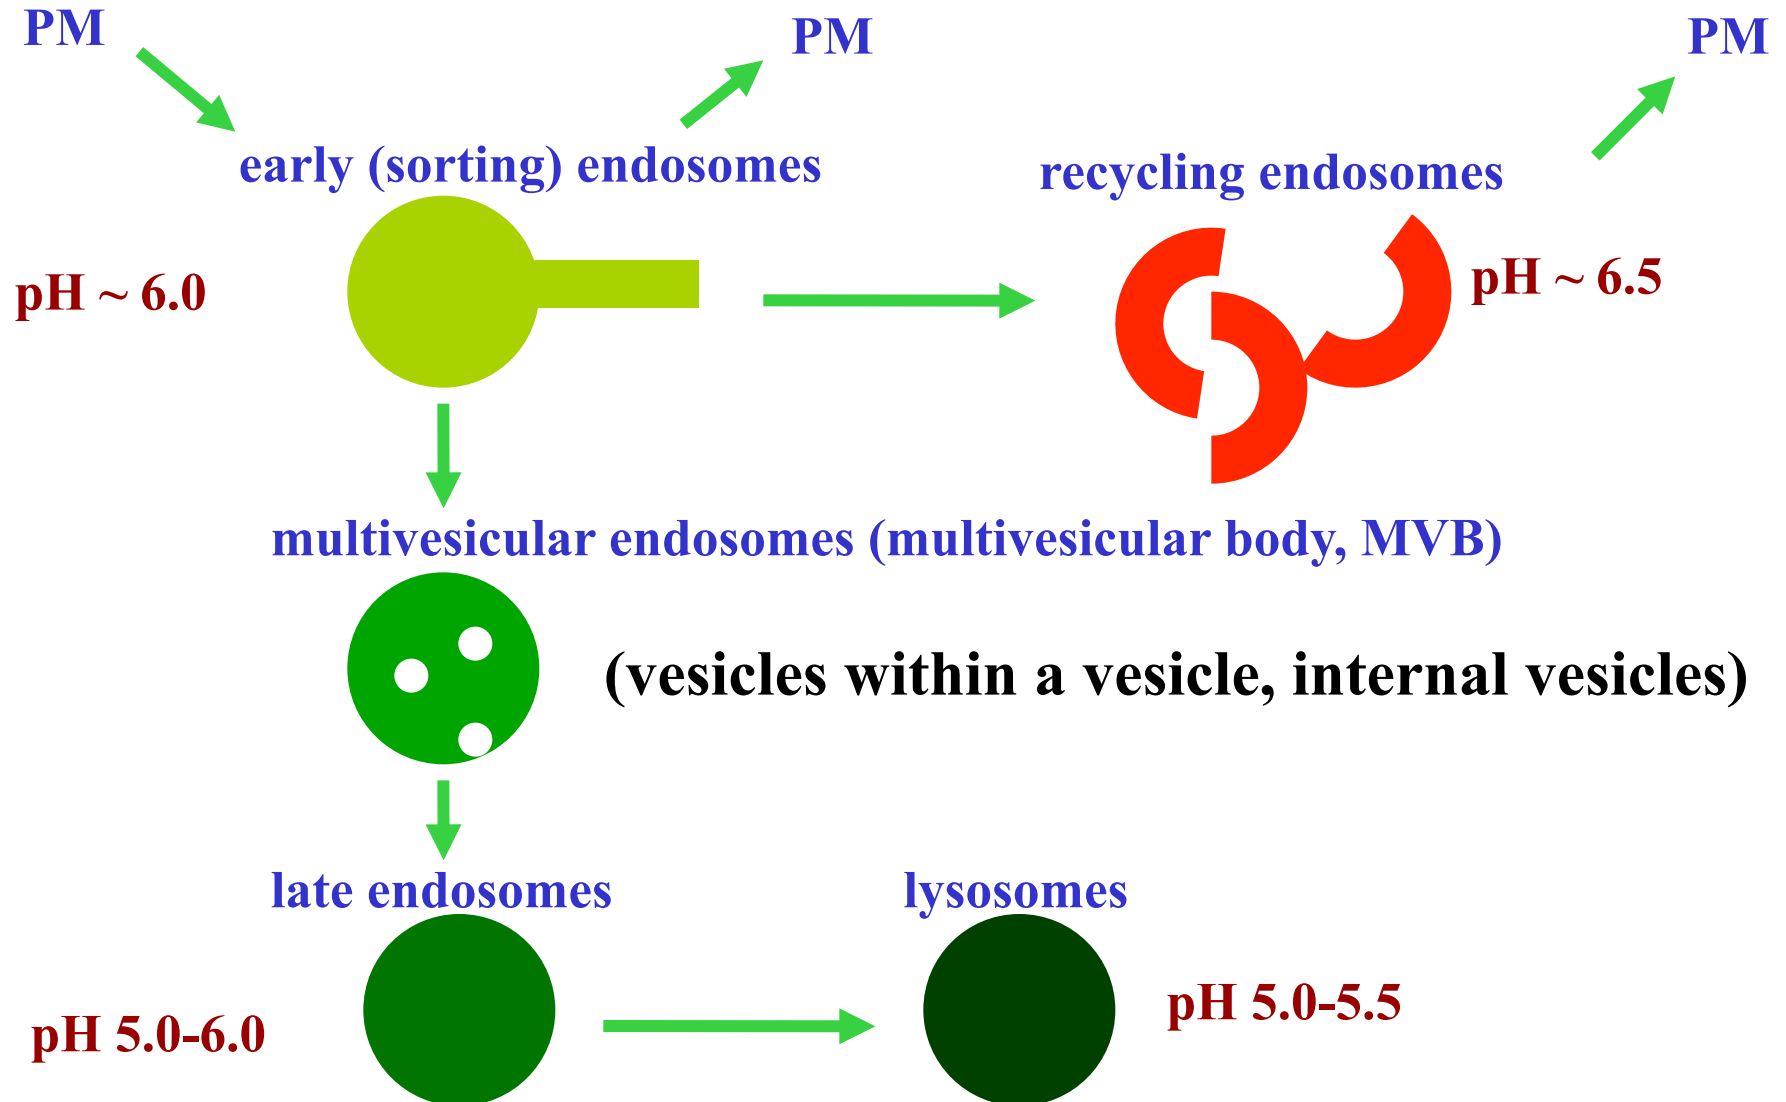 PM
PM
PM
early (sorting) endosomes
recycling endosomes
pH ~ 6.0
pH ~ 6.5
multivesicular endosomes (multivesicular body, MVB)
(vesicles within a vesicle, internal vesicles)
late endosomes
lysosomes
pH 5.0-6.0
pH 5.0-5.5